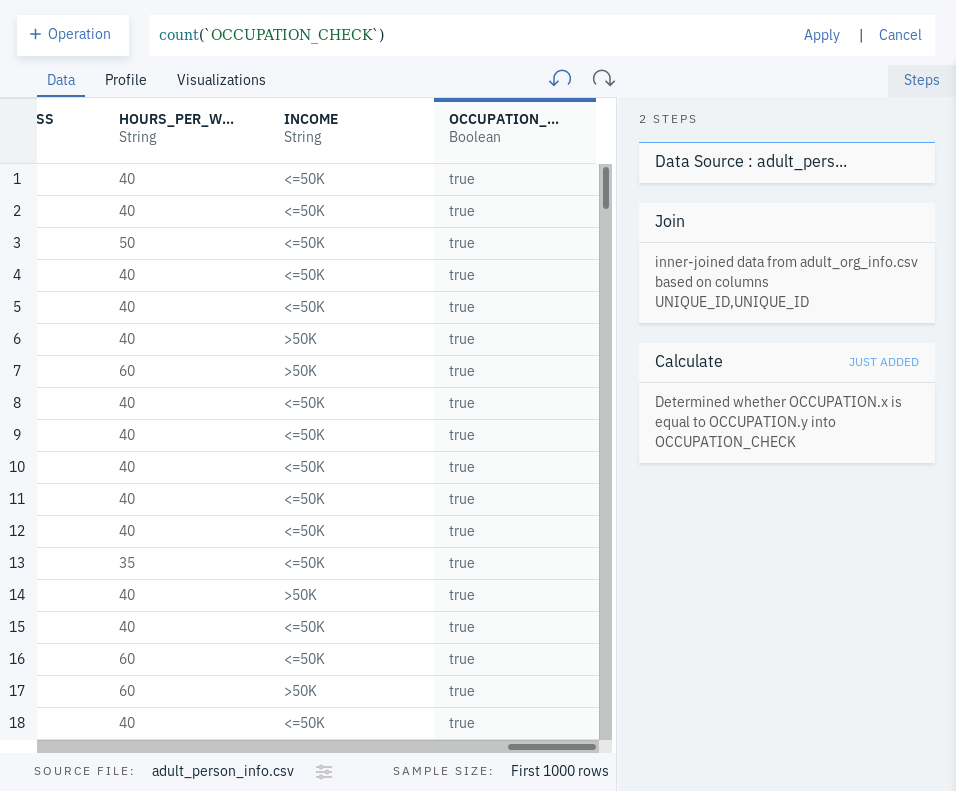 + Operation
count(`OCCUPATION_CHECK`)
Apply | Cancel
Data Profile Visualizations
Steps
SS HOURS_PER_W... INCOME OCCUPATION_...
String String Boolean
1 40 <=50K true
2 40 <=50K true
3 50 <=50K true
4 40 <=50K true
5 40 <=50K true
6 40 >50K true
7 60 >50K true
8 40 <=50K true
9 40 <=50K true
10 40 <=50K true
11 40 <=50K true
12 40 <=50K true
13 35 <=50K true
14 40 >50K true
15 40 <=50K true
16 60 <=50K true
17 60 >50K true
18 40 <=50K true
SOURCE FILE: adult_person_info.csv SAMPLE SIZE: First 1000 rows
2 STEPS
Data Source : adult_pers...
Join
inner-joined data from adult_org_info.csv
based on columns
UNIQUE_ID,UNIQUE_ID
Calculate JUST ADDED
Determined whether OCCUPATION.x is
equal to OCCUPATION.y into
OCCUPATION_CHECK